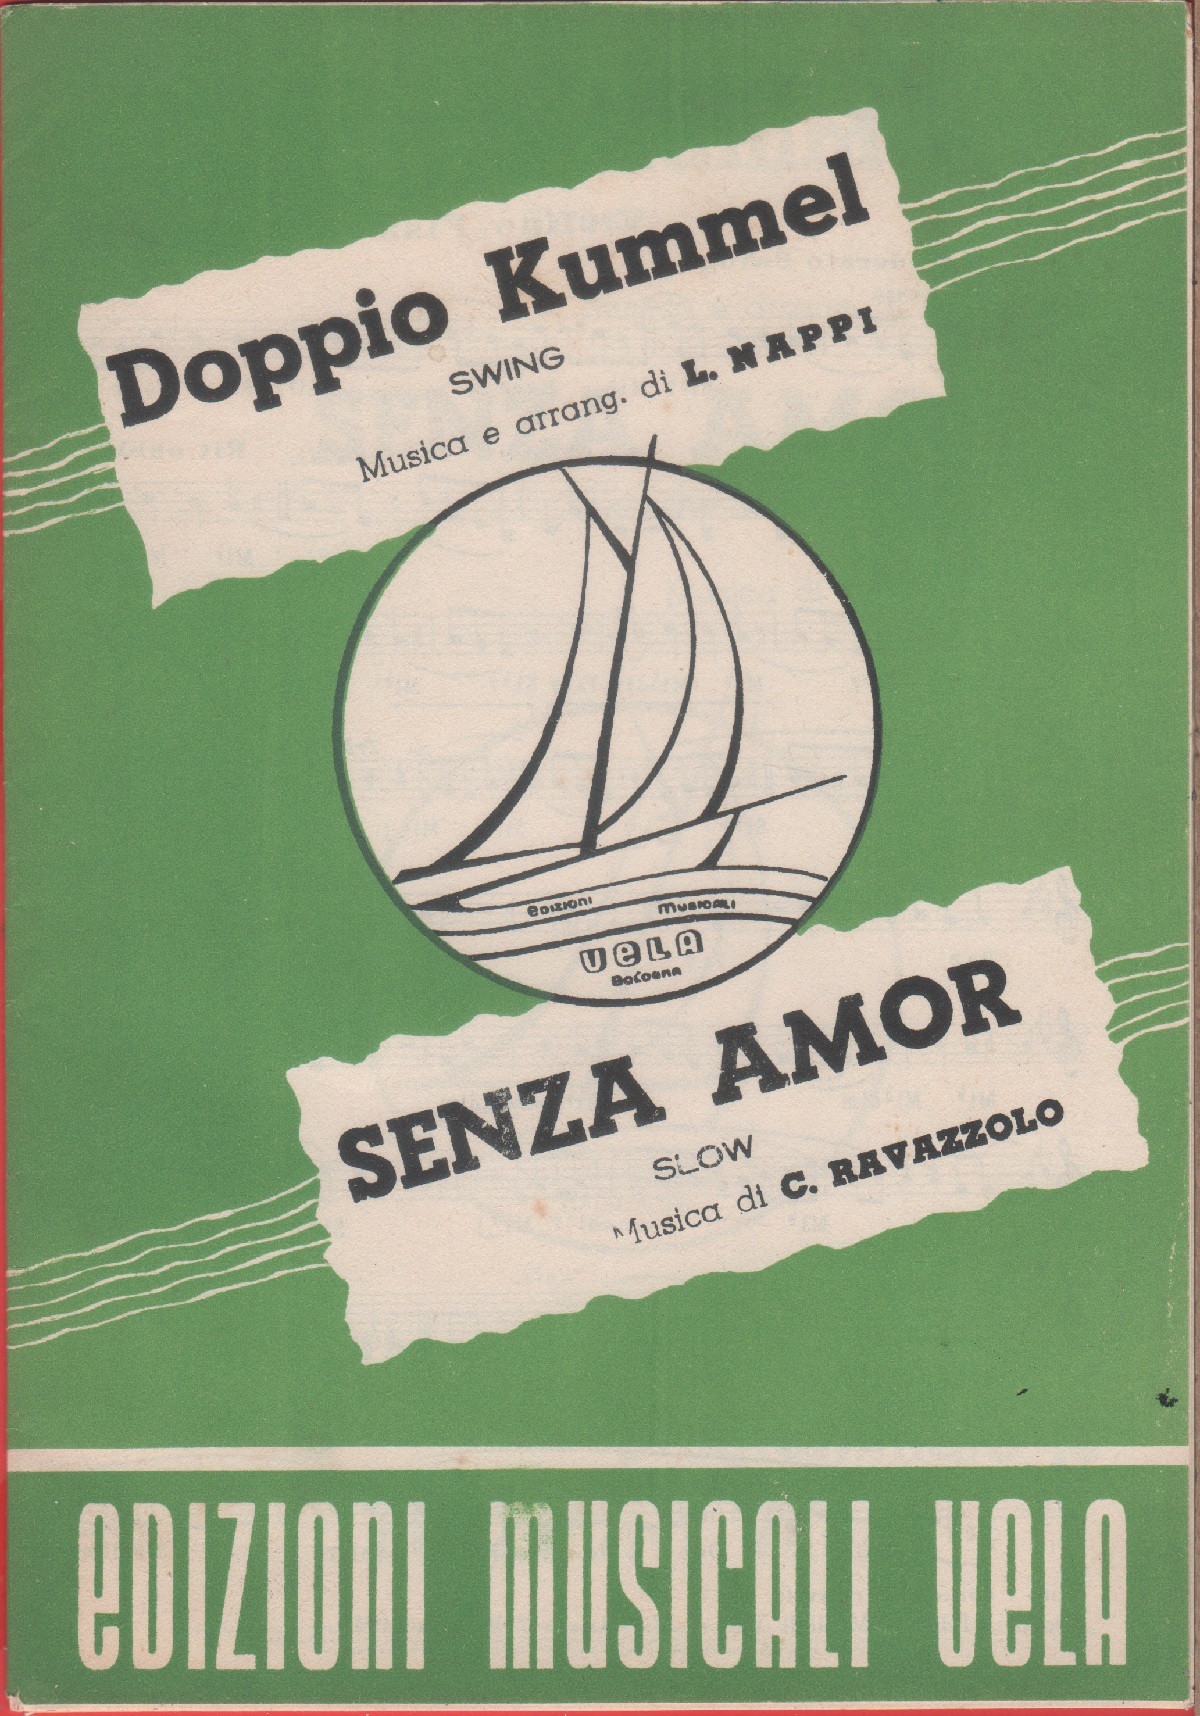 Doppio Kummel
SWING
Musica e arrang. di L. NAPPI
eDIZIONI MUSICALI
VeLA
BOLOGNA
SENZA AMOR
SLOW
Musica di C. RAVAZZOLO
eDIZIONI MUSICALI VeLA